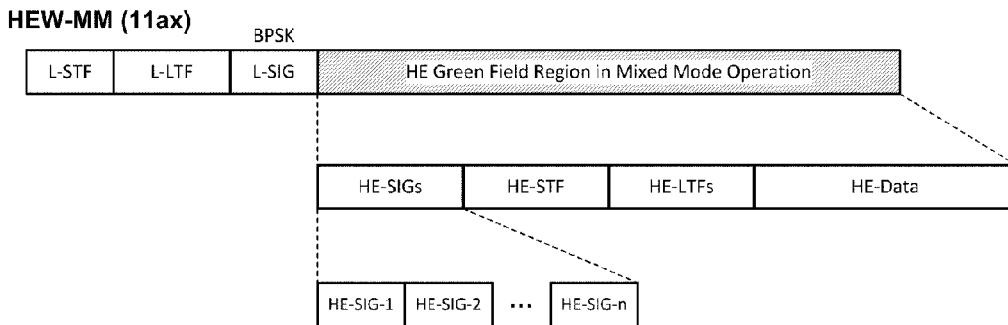 HEW-MM (11ax)
BPSK
L-STF L-LTF L-SIG HE Green Field Region in Mixed Mode Operation
HE-SIGs HE-STF HE-LTFs HE-Data
HE-SIG-1 HE-SIG-2 ... HE-SIG-n